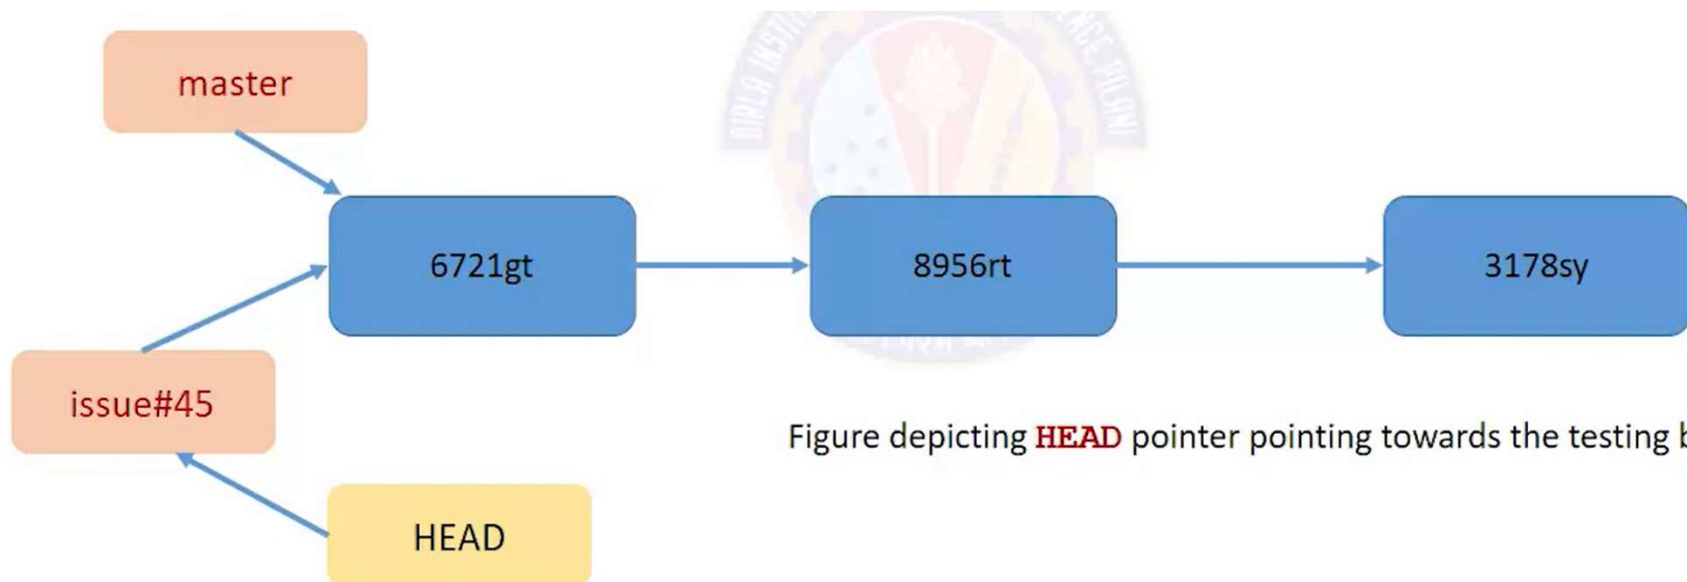 master
6721gt
8956rt
3178sy
issue#45
Figure depicting HEAD pointer pointing towards the testing
HEAD